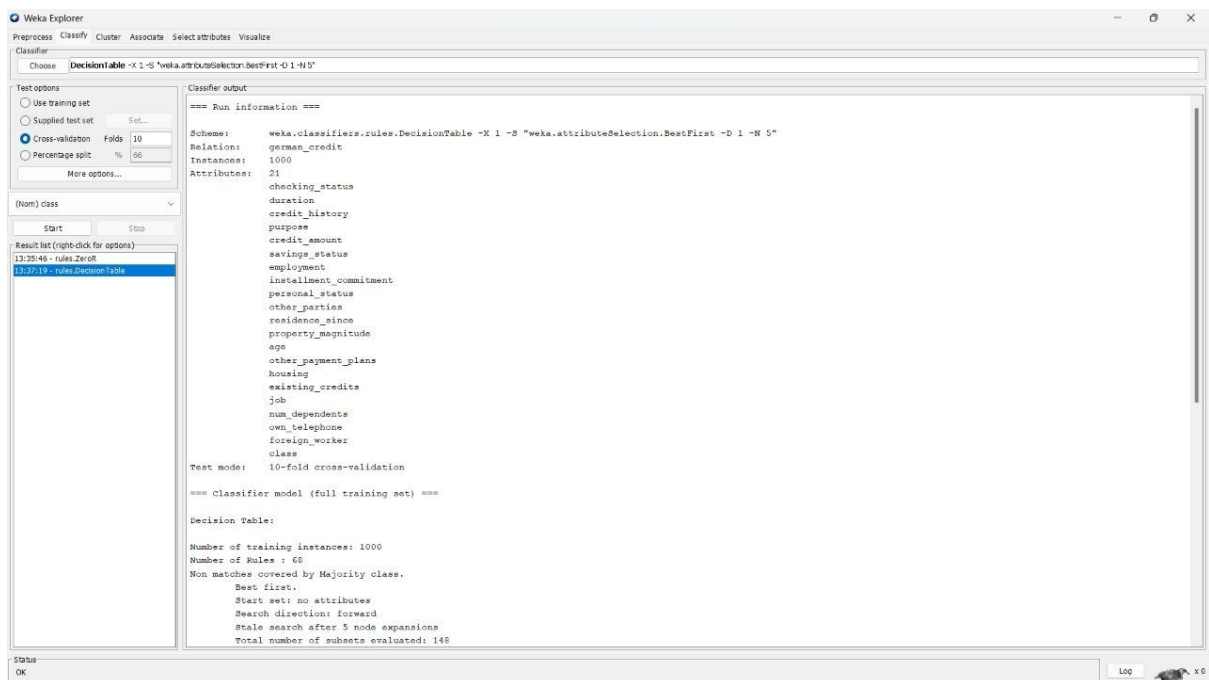 Weka Explorer
Preprocess Classify Cluster Associate Select attributes Visualize
Classifier
Choose DecisionTable -X 1 -S "weka.attributeSelection.BestFirst -D 1 -N 5"
Test options
Use training set
Supplied test set Set...
Cross-validation Folds 10
Percentage split % 66
More options...
(Nom) class
Start Stop
Result list (right-click for options)
13:35:46 - rules.ZeroR
13:37:19 - rules.DecisionTable
Classifier output
=== Run information ===
Scheme: weka.classifiers.rules.DecisionTable -X 1 -S "weka.attributeSelection.BestFirst -D 1 -N 5"
Relation: german_credit
Instances: 1000
Attributes: 21
checking_status
duration
credit_history
purpose
credit_amount
savings_status
employment
installment_commitment
personal_status
other_parties
residence_since
property_magnitude
age
other_payment_plans
housing
existing_credits
job
num_dependents
own_telephone
foreign_worker
class
Test mode: 10-fold cross-validation
=== Classifier model (full training set) ===
Decision Table:
Number of training instances: 1000
Number of Rules : 68
Non matches covered by Majority class.
Best first.
Start set: no attributes
Search direction: forward
Stale search after 5 node expansions
Total number of subsets evaluated: 148
Status
OK
Log
x 0